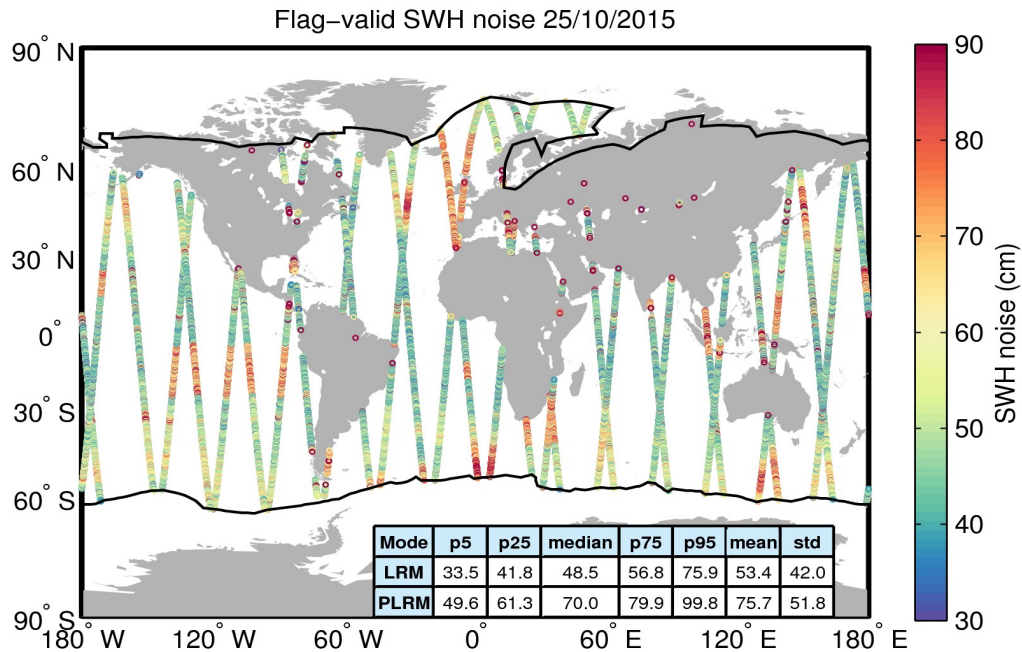 Flag−valid SWH noise 25/10/2015
90° N
60° N
30° N
0°
30° S
60° S
90° S
180° W 120° W 60° W 0° 60° E 120° E 180° E
Mode p5 p25 median p75 p95 mean std
LRM 33.5 41.8 48.5 56.8 75.9 53.4 42.0
PLRM 49.6 61.3 70.0 79.9 99.8 75.7 51.8
90
80
70
60
50
40
30
SWH noise (cm)